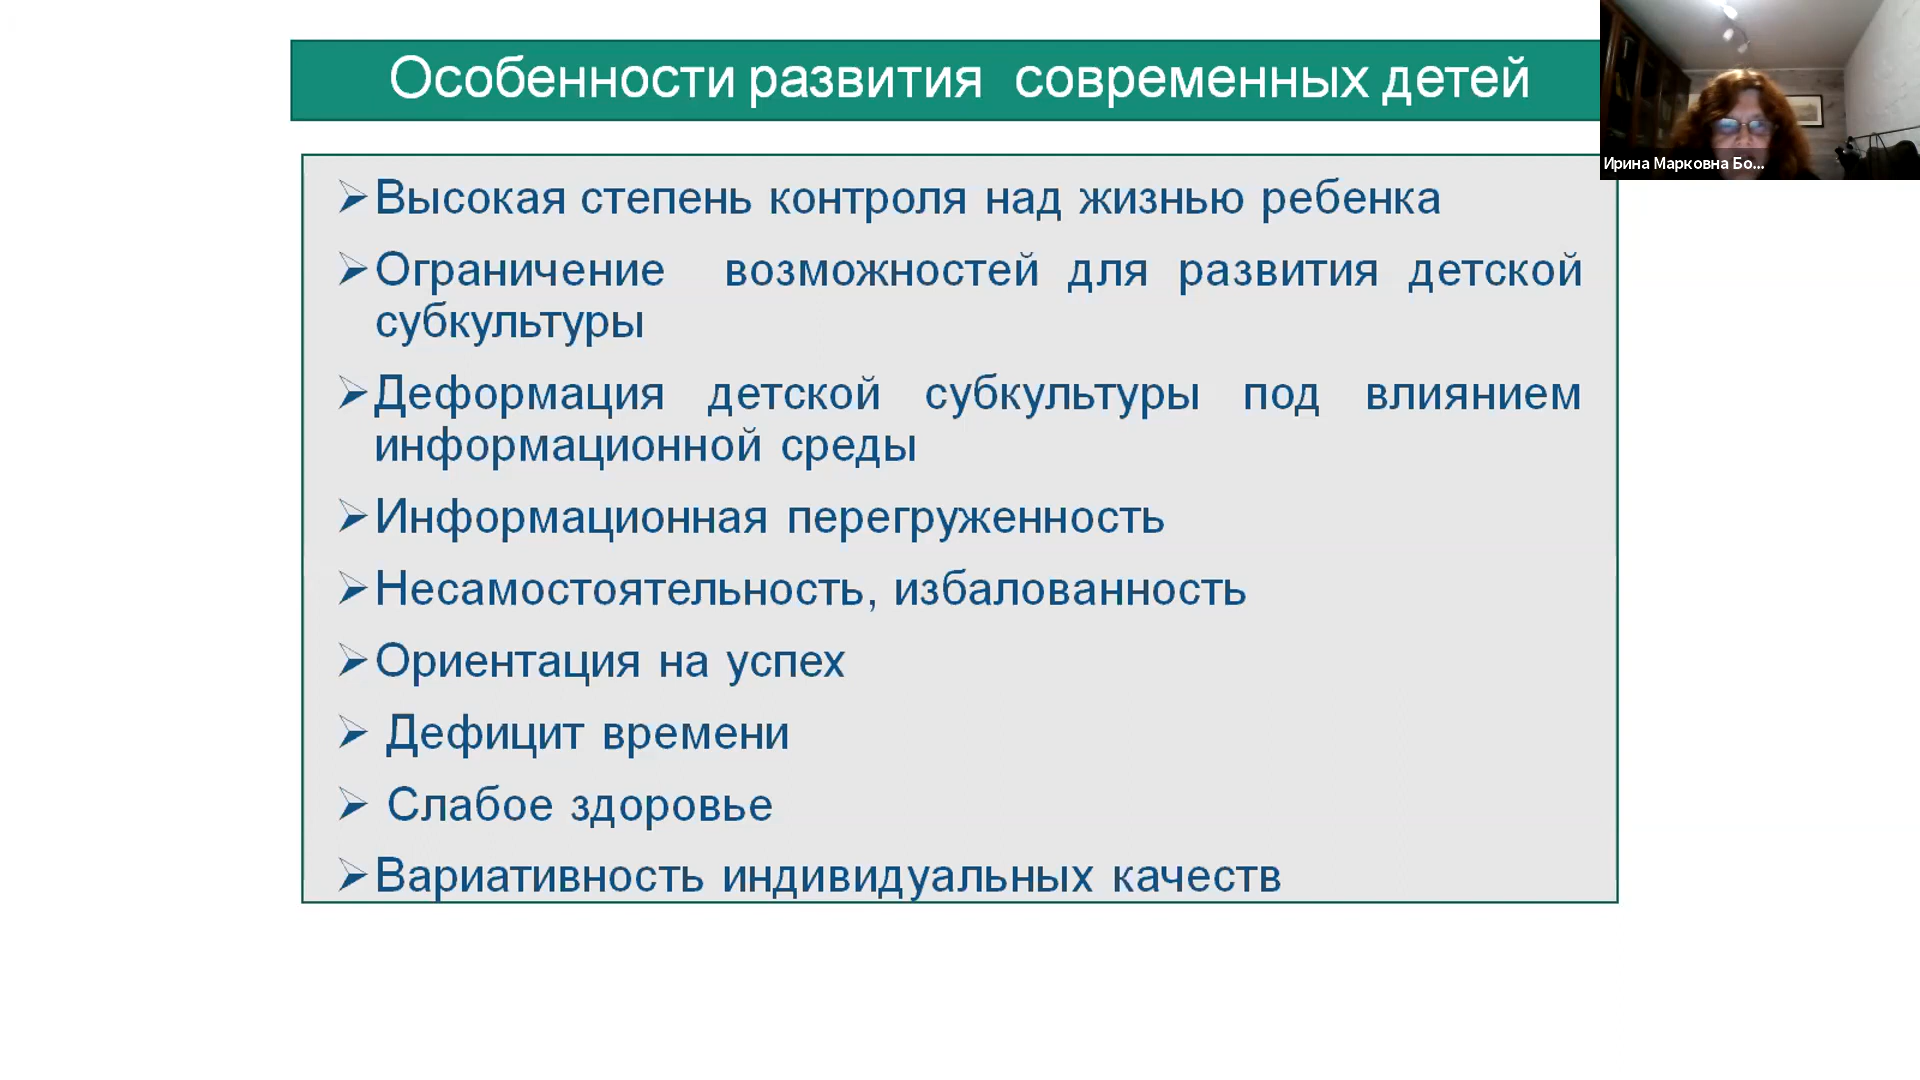 Особенности развития современных детей
Ирина Марковна Бо...
Высокая степень контроля над жизнью ребенка
Ограничение возможностей для развития детской
субкультуры
Деформация детской субкультуры под влиянием
информационной среды
Информационная перегруженность
Несамостоятельность, избалованность
Ориентация на успех
Дефицит времени
Слабое здоровье
Вариативность индивидуальных качеств